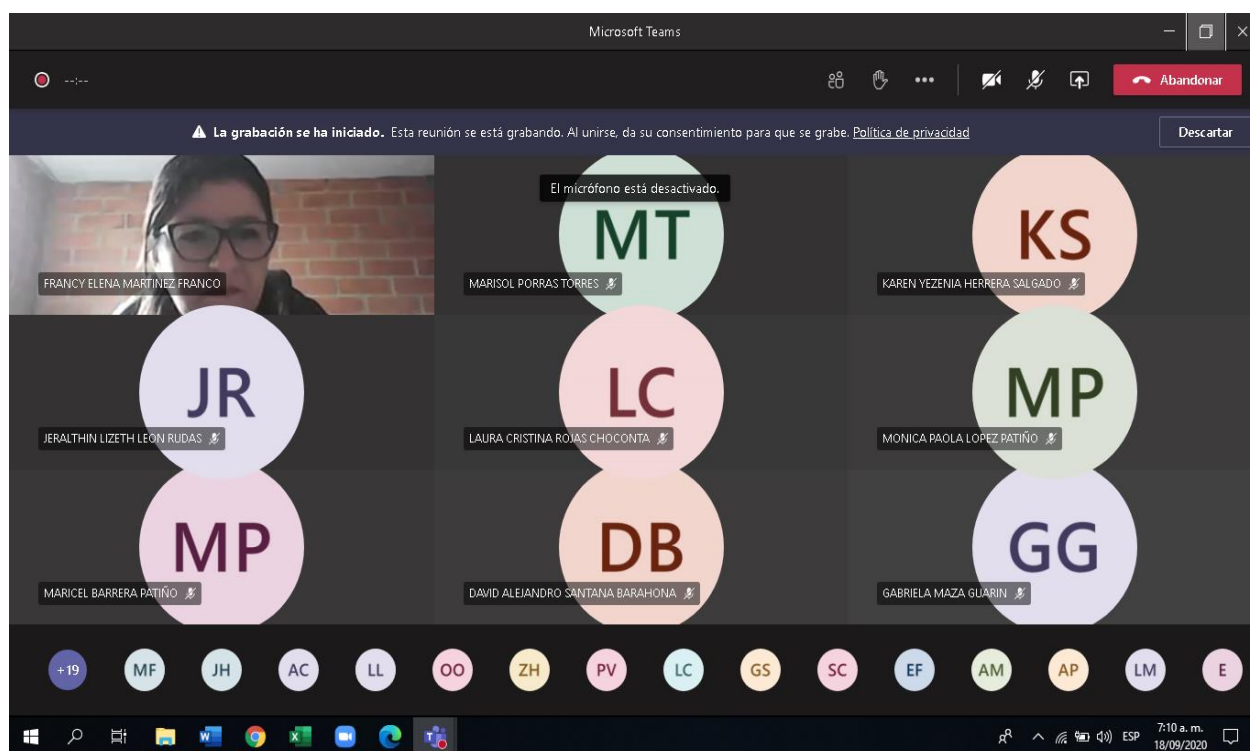 Microsoft Teams
--:--
Abandonar
La grabación se ha iniciado. Esta reunión se está grabando. Al unirse, da su consentimiento para que se grabe. Política de privacidad
Descartar
El micrófono está desactivado.
MT
KS
FRANCY ELENA MARTINEZ FRANCO
MARISOL PORRAS TORRES
KAREN YEZENIA HERRERA SALGADO
JR
LC
MP
JERALTHIN LIZETH LEON RUDAS
LAURA CRISTINA ROJAS CHOCONTA
MONICA PAOLA LOPEZ PATIÑO
MP
DB
GG
MARICEL BARRERA PATIÑO
DAVID ALEJANDRO SANTANA BARAHONA
GABRIELA MAZA GUARIN
+19 MF JH AC LL OO ZH PV LC GS SC EF AM AP LM E
ESP
7:10 a. m.
18/09/2020